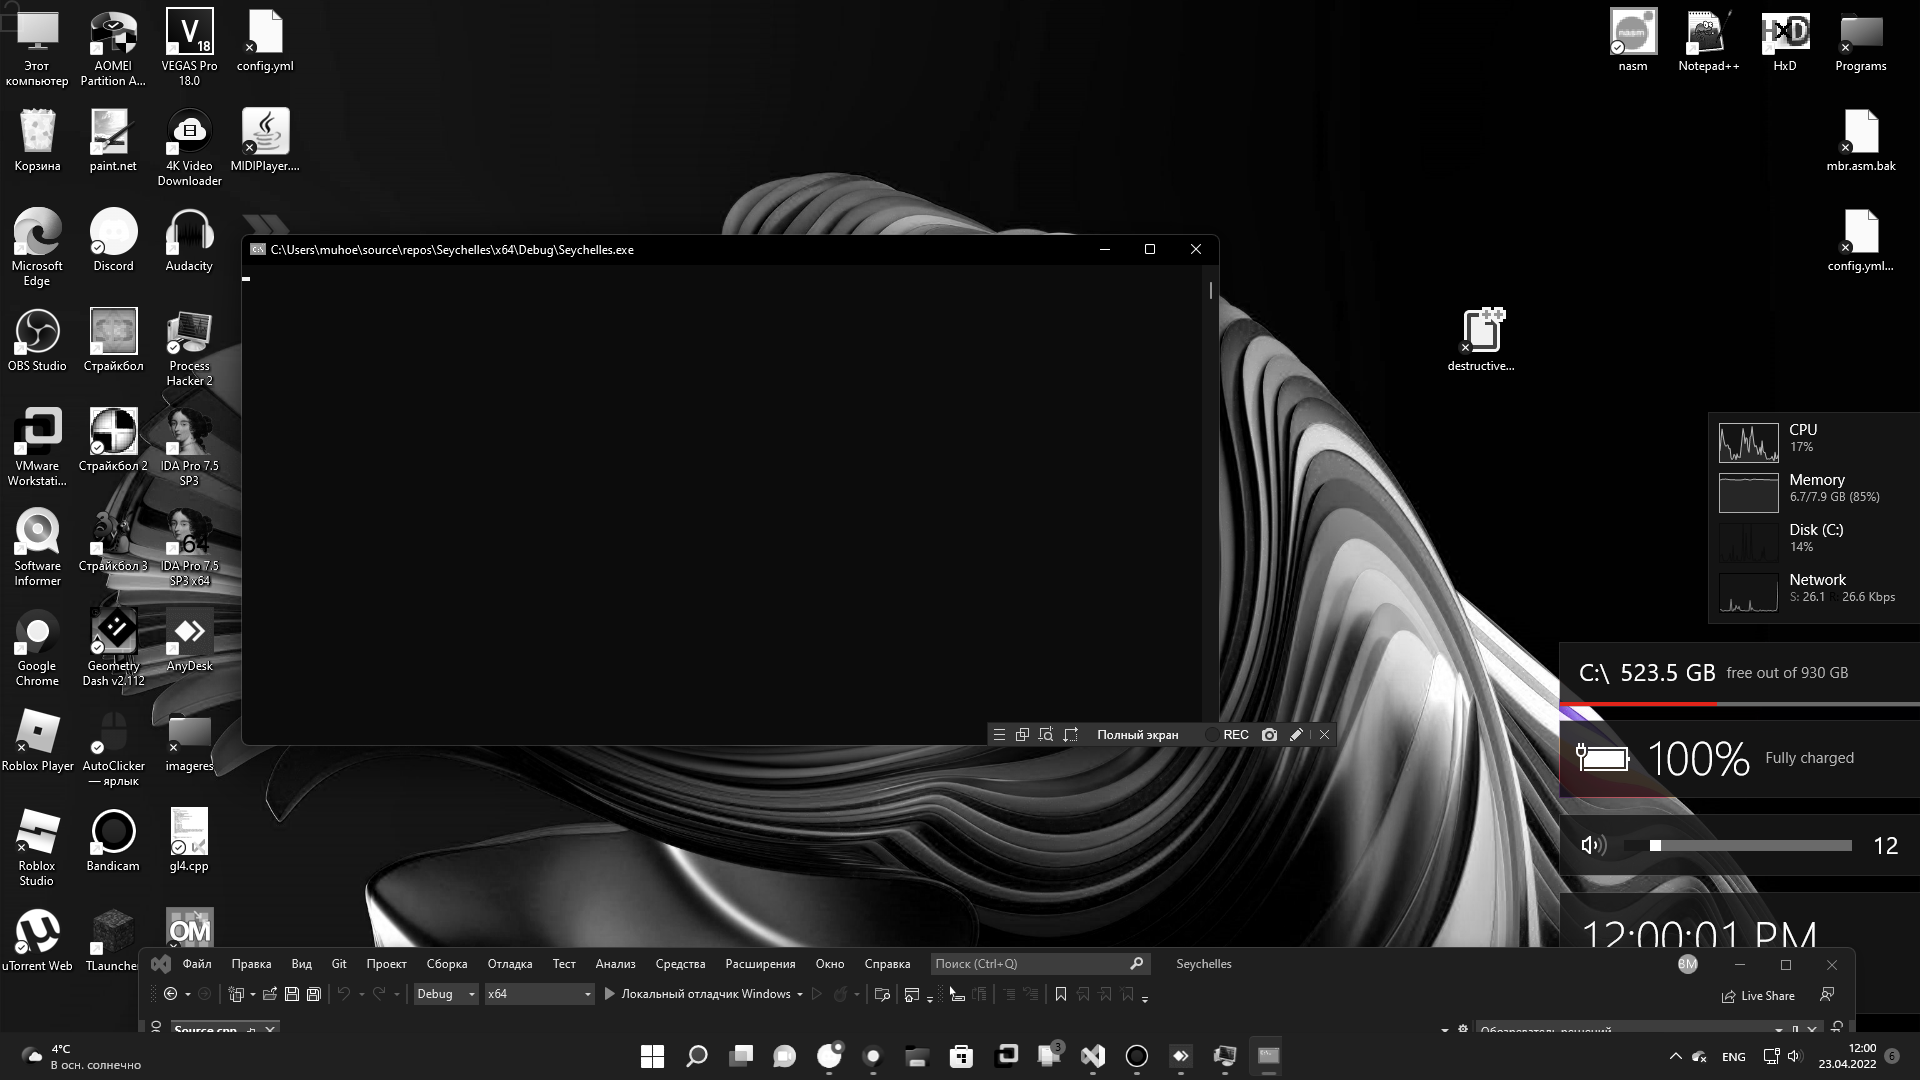 Этот
компьютер
AOMEI
Partition A...
V
18
VEGAS Pro
18.0
config.yml
nasm
nasm
Notepad++
HxD
HxD
Programs
Корзина
paint.net
4K Video
Downloader
MIDIPlayer....
mbr.asm.bak
Microsoft
Edge
Discord
Audacity
config.yml...
C:\Users\muhoe\source\repos\Seychelles\x64\Debug\Seychelles.exe
OBS Studio
Страйкбол
Process
Hacker 2
destructive...
VMware
Workstati...
Страйкбол 2
IDA Pro 7.5
SP3
CPU
17%
Memory
6.7/7.9 GB (85%)
Disk (C:)
14%
Network
S: 26.1 R: 26.6 Kbps
Software
Informer
Страйкбол 3
64
IDA Pro 7.5
SP3 x64
Google
Chrome
Geometry
Dash v2.112
AnyDesk
C:\ 523.5 GB free out of 930 GB
Полный экран
REC
100% Fully charged
Roblox Player
AutoClicker
— ярлык
imageres
12
Roblox
Studio
Bandicam
gl4.cpp
12:00:01 PM
uTorrent Web
TLauncher
OM
Файл Правка Вид Git Проект Сборка Отладка Тест Анализ Средства Расширения Окно Справка Поиск (Ctrl+Q) Seychelles BM
Debug x64 Локальный отладчик Windows Live Share
Source.cpp Обозреватель решений
4°C
В осн. солнечно
3
ENG
12:00
23.04.2022
6